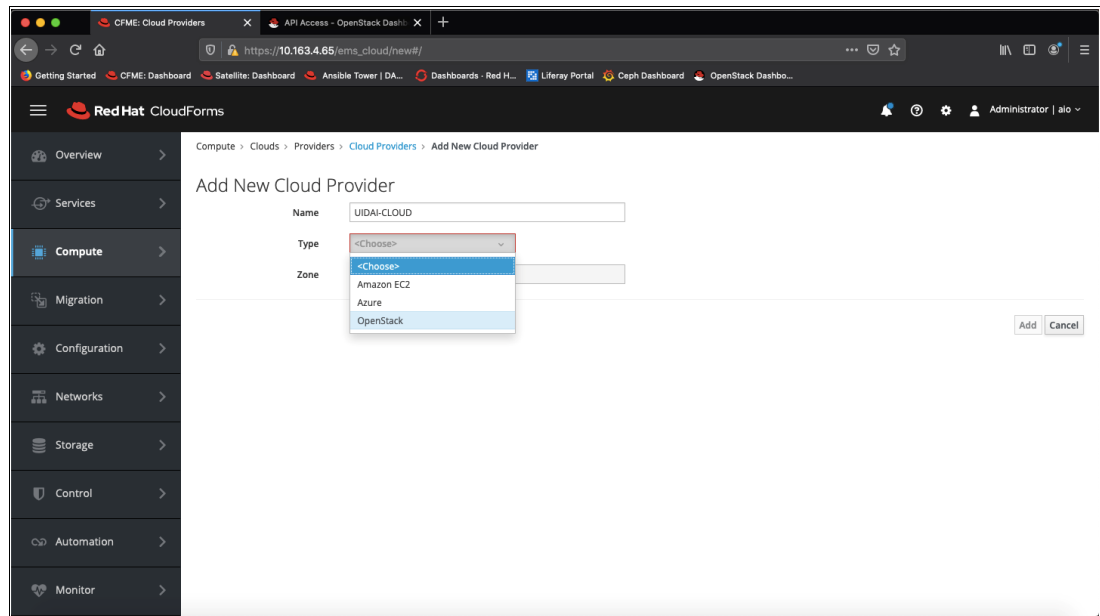 CFME: Cloud Providers
API Access - OpenStack Dashb
https://10.163.4.65/ems_cloud/new#/
Getting Started CFME: Dashboard Satellite: Dashboard Ansible Tower | DA... Dashboards - Red H... Liferay Portal Ceph Dashboard OpenStack Dashbo...
Red Hat CloudForms
Administrator | aio
Overview
Services
Compute
Migration
Configuration
Networks
Storage
Control
Automation
Monitor
Compute > Clouds > Providers > Cloud Providers > Add New Cloud Provider
Add New Cloud Provider
Name UIDAI-CLOUD
Type <Choose>
<Choose>
Amazon EC2
Azure
OpenStack
Zone
Add Cancel